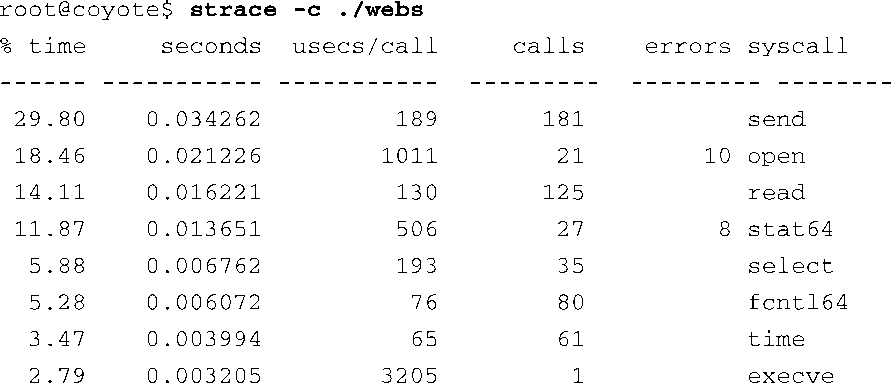 root@coyote$ strace -c ./webs
% time     seconds  usecs/call     calls    errors syscall
------ ----------- ----------- --------- --------- --------
 29.80    0.034262         189       181           send
 18.46    0.021226        1011        21        10 open
 14.11    0.016221         130       125           read
 11.87    0.013651         506        27         8 stat64
  5.88    0.006762         193        35           select
  5.28    0.006072          76        80           fcntl64
  3.47    0.003994          65        61           time
  2.79    0.003205        3205         1           execve